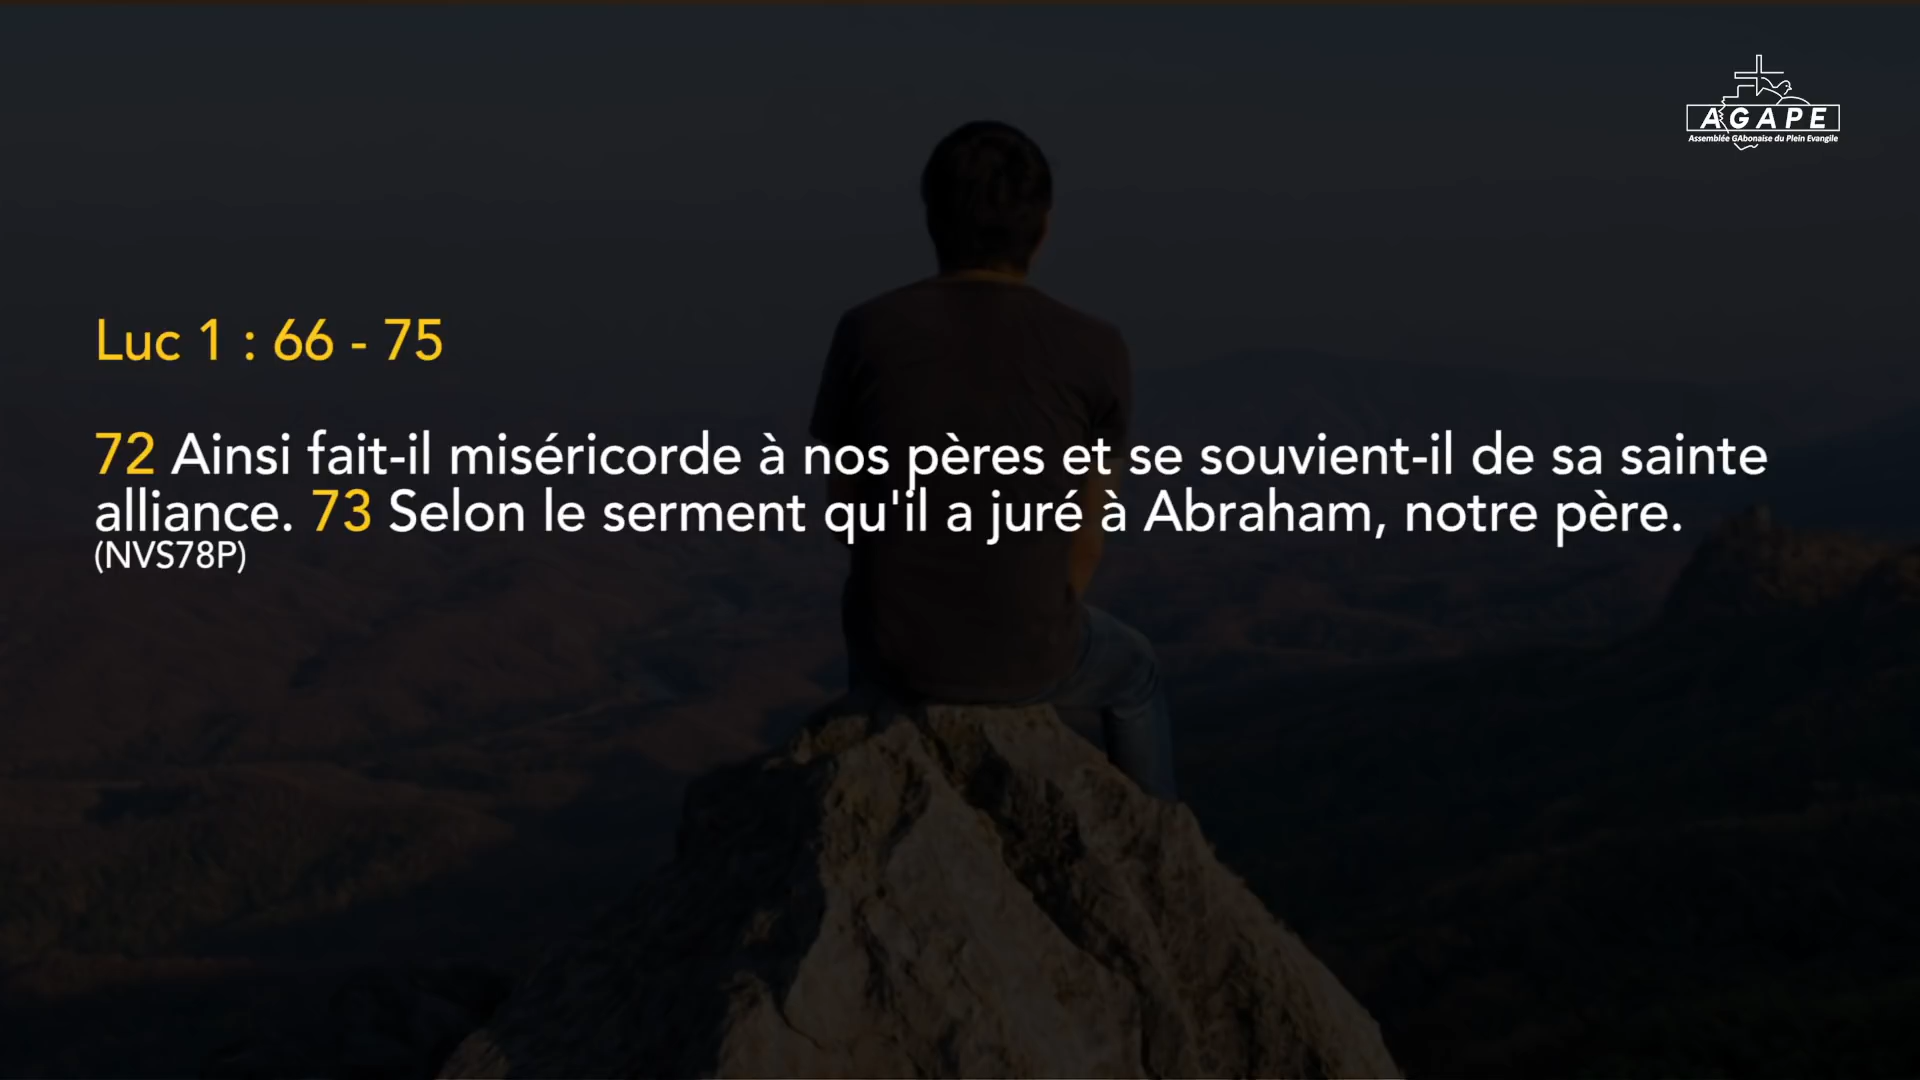 AGAPE
Assemblée GAbonaise du Plein Evangile
Luc 1 : 66 - 75
72 Ainsi fait-il miséricorde à nos pères et se souvient-il de sa sainte
alliance. 73 Selon le serment qu'il a juré à Abraham, notre père.
(NVS78P)